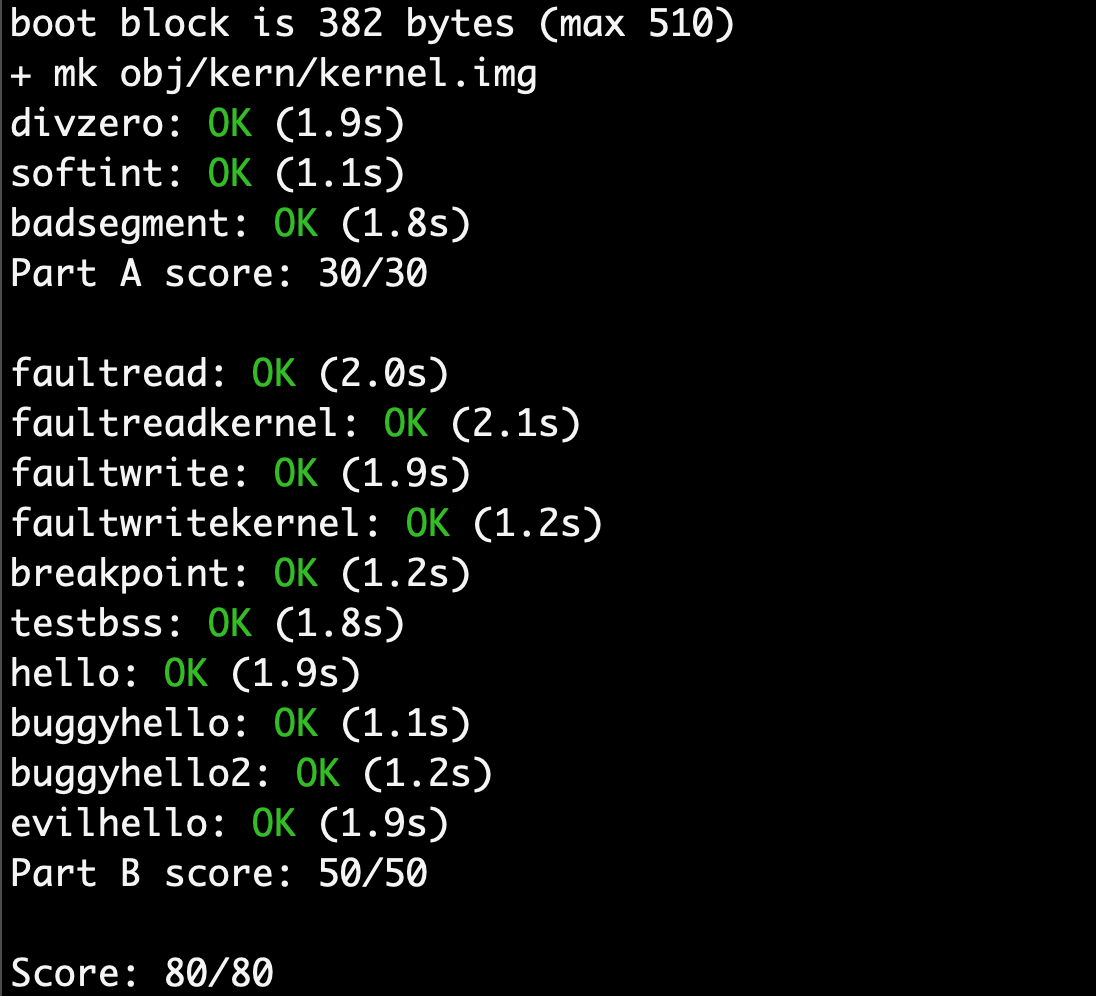 boot block is 382 bytes (max 510)
+ mk obj/kern/kernel.img
divzero: OK (1.9s)
softint: OK (1.1s)
badsegment: OK (1.8s)
Part A score: 30/30
faultread: OK (2.0s)
faultreadkernel: OK (2.1s)
faultwrite: OK (1.9s)
faultwritekernel: OK (1.2s)
breakpoint: OK (1.2s)
testbss: OK (1.8s)
hello: OK (1.9s)
buggyhello: OK (1.1s)
buggyhello2: OK (1.2s)
evilhello: OK (1.9s)
Part B score: 50/50
Score: 80/80